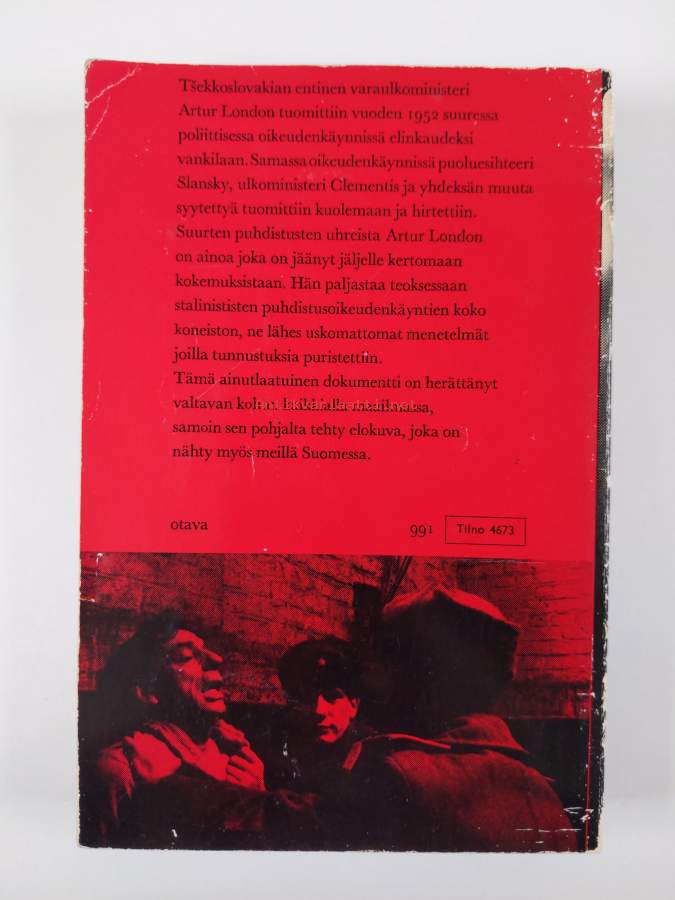 Tšekkoslovakian entinen varaulkoministeri
Artur London tuomittiin vuoden 1952 suuressa
poliittisessa oikeudenkäynnissä elinkaudeksi
vankilaan. Samassa oikeudenkäynnissä puoluesihteeri
Slansky, ulkoministeri Clementis ja yhdeksän muuta
syytettyä tuomittiin kuolemaan ja hirtettiin.
Suurten puhdistusten uhreista Artur London
on ainoa joka on jäänyt jäljelle kertomaan
kokemuksistaan. Hän paljastaa teoksessaan
stalinististen puhdistusoikeudenkäyntien koko
koneiston, ne lähes uskomattomat menetelmät
joilla tunnustuksia puristettiin.
Tämä ainutlaatuinen dokumentti on herättänyt
valtavan kohun kaikkialla maailmassa,
samoin sen pohjalta tehty elokuva, joka on
nähty myös meillä Suomessa.
otava 991 Tilno 4673